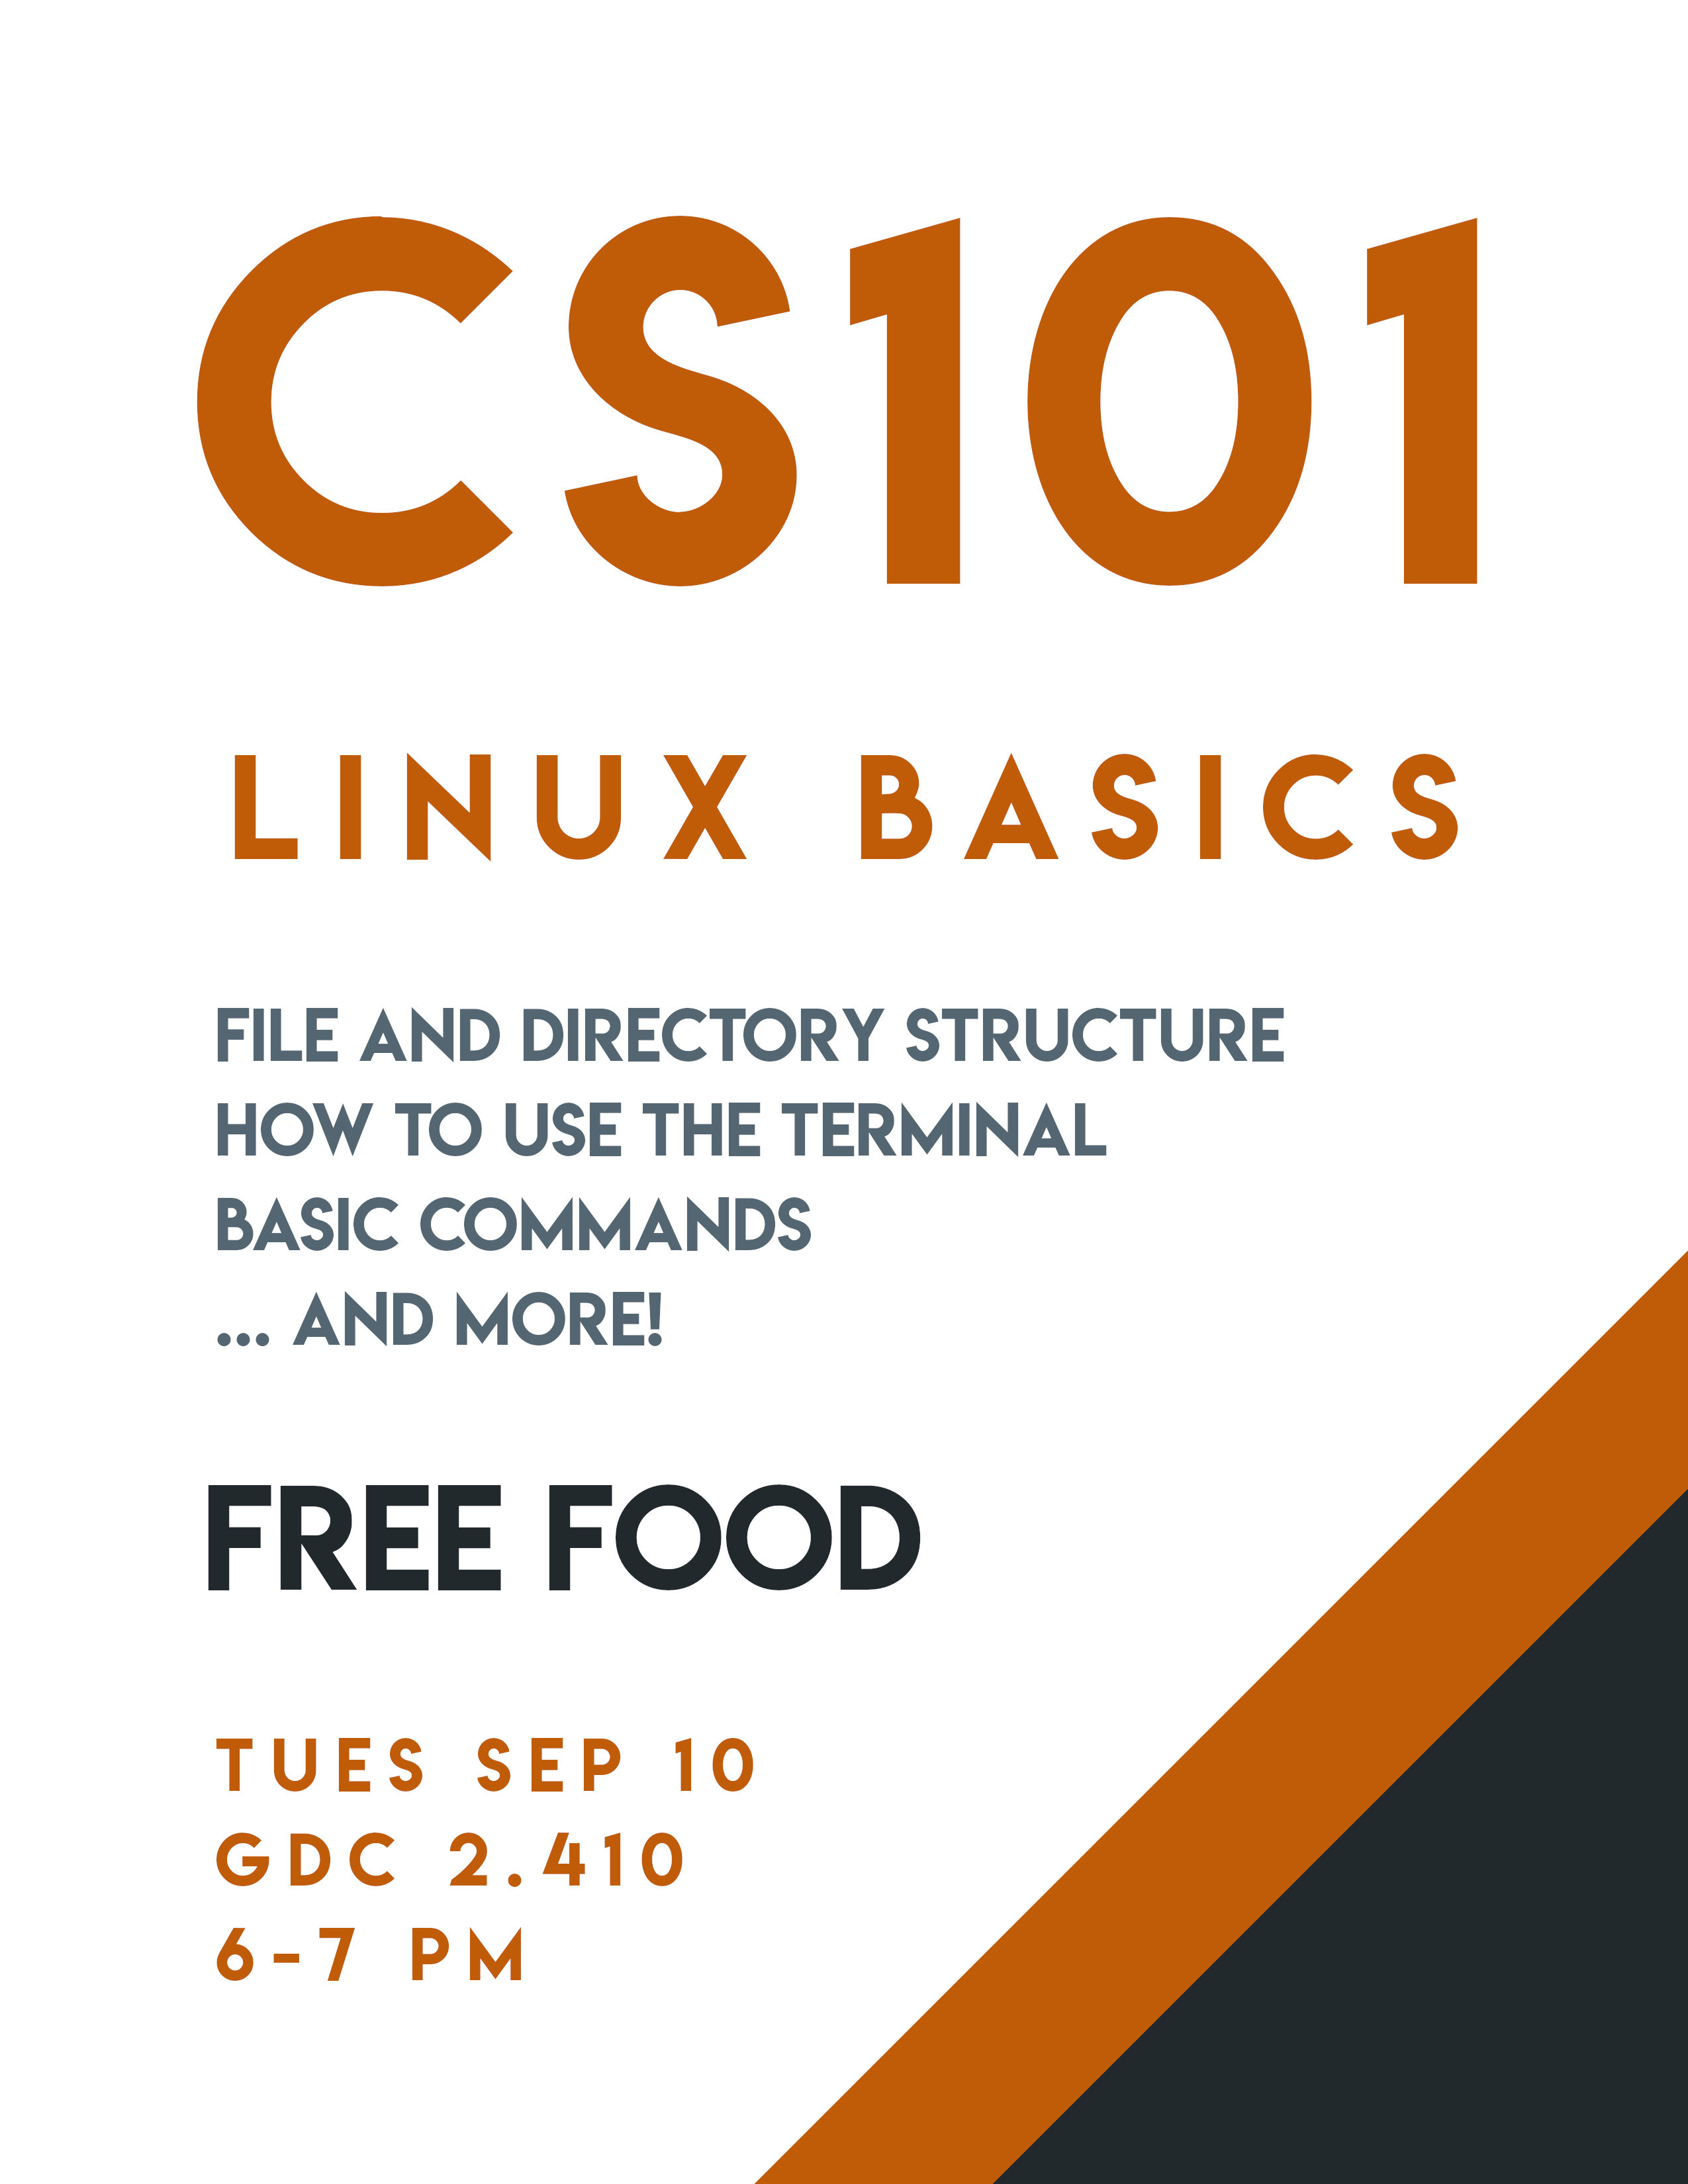 CS101
LINUX BASICS
FILE AND DIRECTORY STRUCTURE
HOW TO USE THE TERMINAL
BASIC COMMANDS
... AND MORE!
FREE FOOD
TUES SEP 10
GDC 2.410
6-7 PM